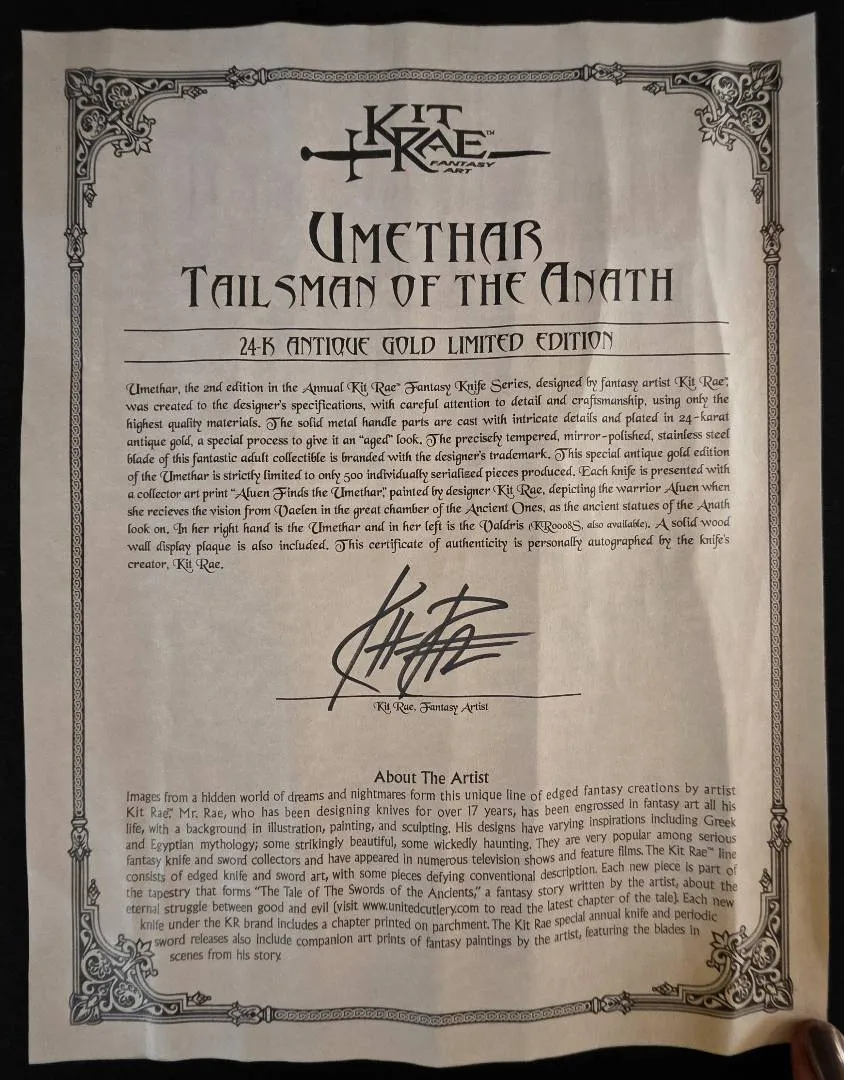 KIT
RAE™
FANTASY
ART
UMETHAR
TAILSMAN OF THE ANATH
24-K ANTIQUE GOLD LIMITED EDITION
Umethar, the 2nd edition in the Annual Kit Rae™ Fantasy Knife Series, designed by fantasy artist Kit Rae™,
was created to the designer's specifications, with careful attention to detail and craftsmanship, using only the
highest quality materials. The solid metal handle parts are cast with intricate details and plated in 24-karat
antique gold, a special process to give it an "aged" look. The precisely tempered, mirror-polished, stainless steel
blade of this fantastic adult collectible is branded with the designer's trademark. This special antique gold edition
of the Umethar is strictly limited to only 500 individually serialized pieces produced. Each knife is presented with
a collector art print "Aluen Finds the Umethar," painted by designer Kit Rae, depicting the warrior Aluen when
she recieves the vision from Vaelen in the great chamber of the Ancient Ones, as the ancient statues of the Anath
look on. In her right hand is the Umethar and in her left is the Valdris (KR0008S, also available). A solid wood
wall display plaque is also included. This certificate of authenticity is personally autographed by the knife's
creator, Kit Rae.
Kit Rae
Kit Rae, Fantasy Artist
About The Artist
Images from a hidden world of dreams and nightmares form this unique line of edged fantasy creations by artist
Kit Rae™. Mr. Rae, who has been designing knives for over 17 years, has been engrossed in fantasy art all his
life, with a background in illustration, painting, and sculpting. His designs have varying inspirations including Greek
and Egyptian mythology; some strikingly beautiful, some wickedly haunting. They are very popular among serious
fantasy knife and sword collectors and have appeared in numerous television shows and feature films. The Kit Rae™ line
consists of edged knife and sword art, with some pieces defying conventional description. Each new piece is part of
the tapestry that forms "The Tale of The Swords of the Ancients," a fantasy story written by the artist, about the
eternal struggle between good and evil (visit www.unitedcutlery.com to read the latest chapter of the tale). Each new
knife under the KR brand includes a chapter printed on parchment. The Kit Rae special annual knife and periodic
sword releases also include companion art prints of fantasy paintings by the artist, featuring the blades in
scenes from his story.